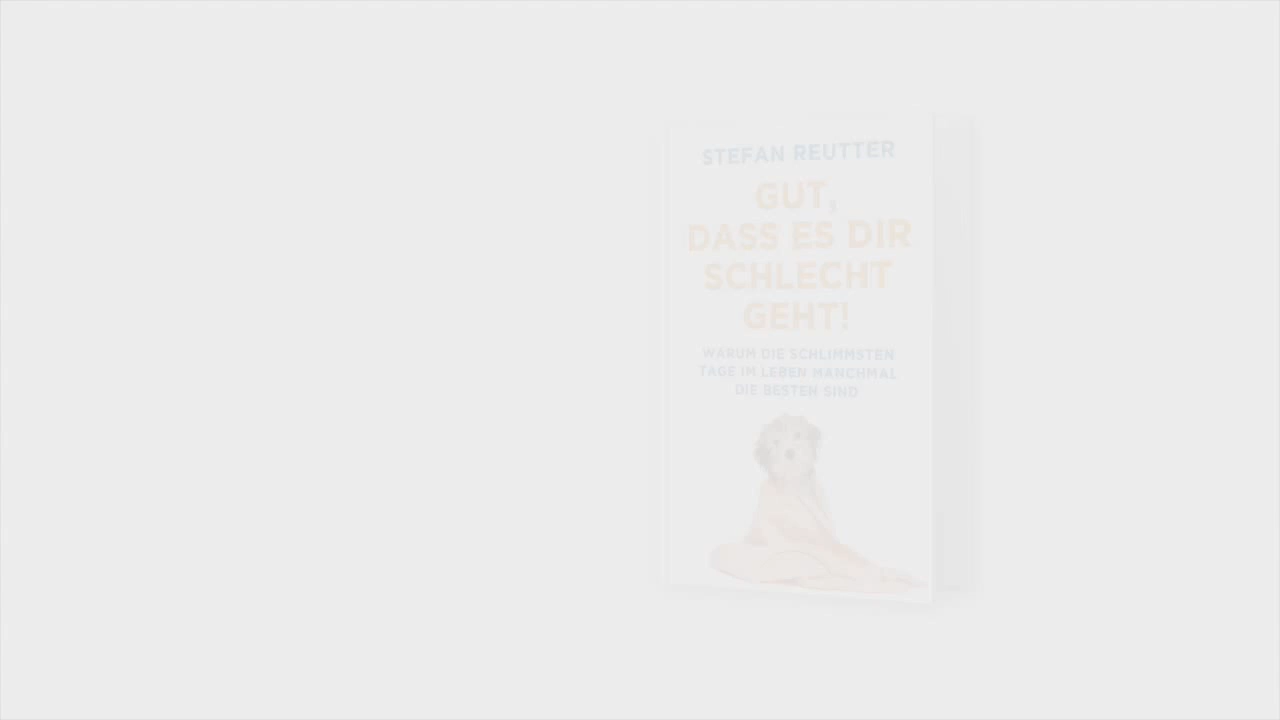 STEFAN REUTTER
GUT,
DASS ES DIR
SCHLECHT
GEHT!
WARUM DIE SCHLIMMSTEN
TAGE IM LEBEN MANCHMAL
DIE BESTEN SIND